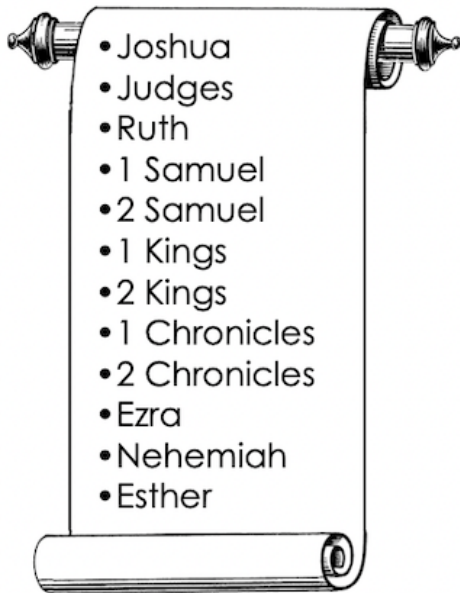 •Joshua
•Judges
•Ruth
•1 Samuel
•2 Samuel
•1 Kings
•2 Kings
•1 Chronicles
•2 Chronicles
•Ezra
•Nehemiah
•Esther